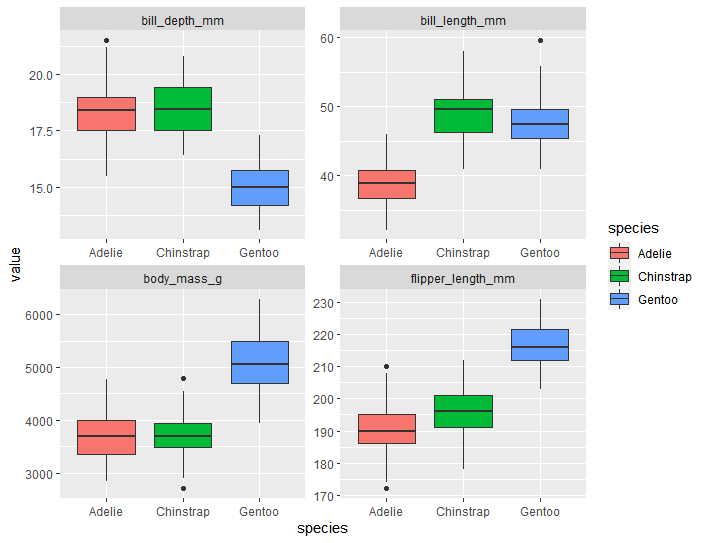 bill_depth_mm
bill_length_mm
20.0
17.5
15.0
60
50
40
Adelie Chinstrap Gentoo
Adelie Chinstrap Gentoo
value
body_mass_g
flipper_length_mm
6000
5000
4000
3000
230
220
210
200
190
180
170
Adelie Chinstrap Gentoo
Adelie Chinstrap Gentoo
species
species
Adelie
Chinstrap
Gentoo